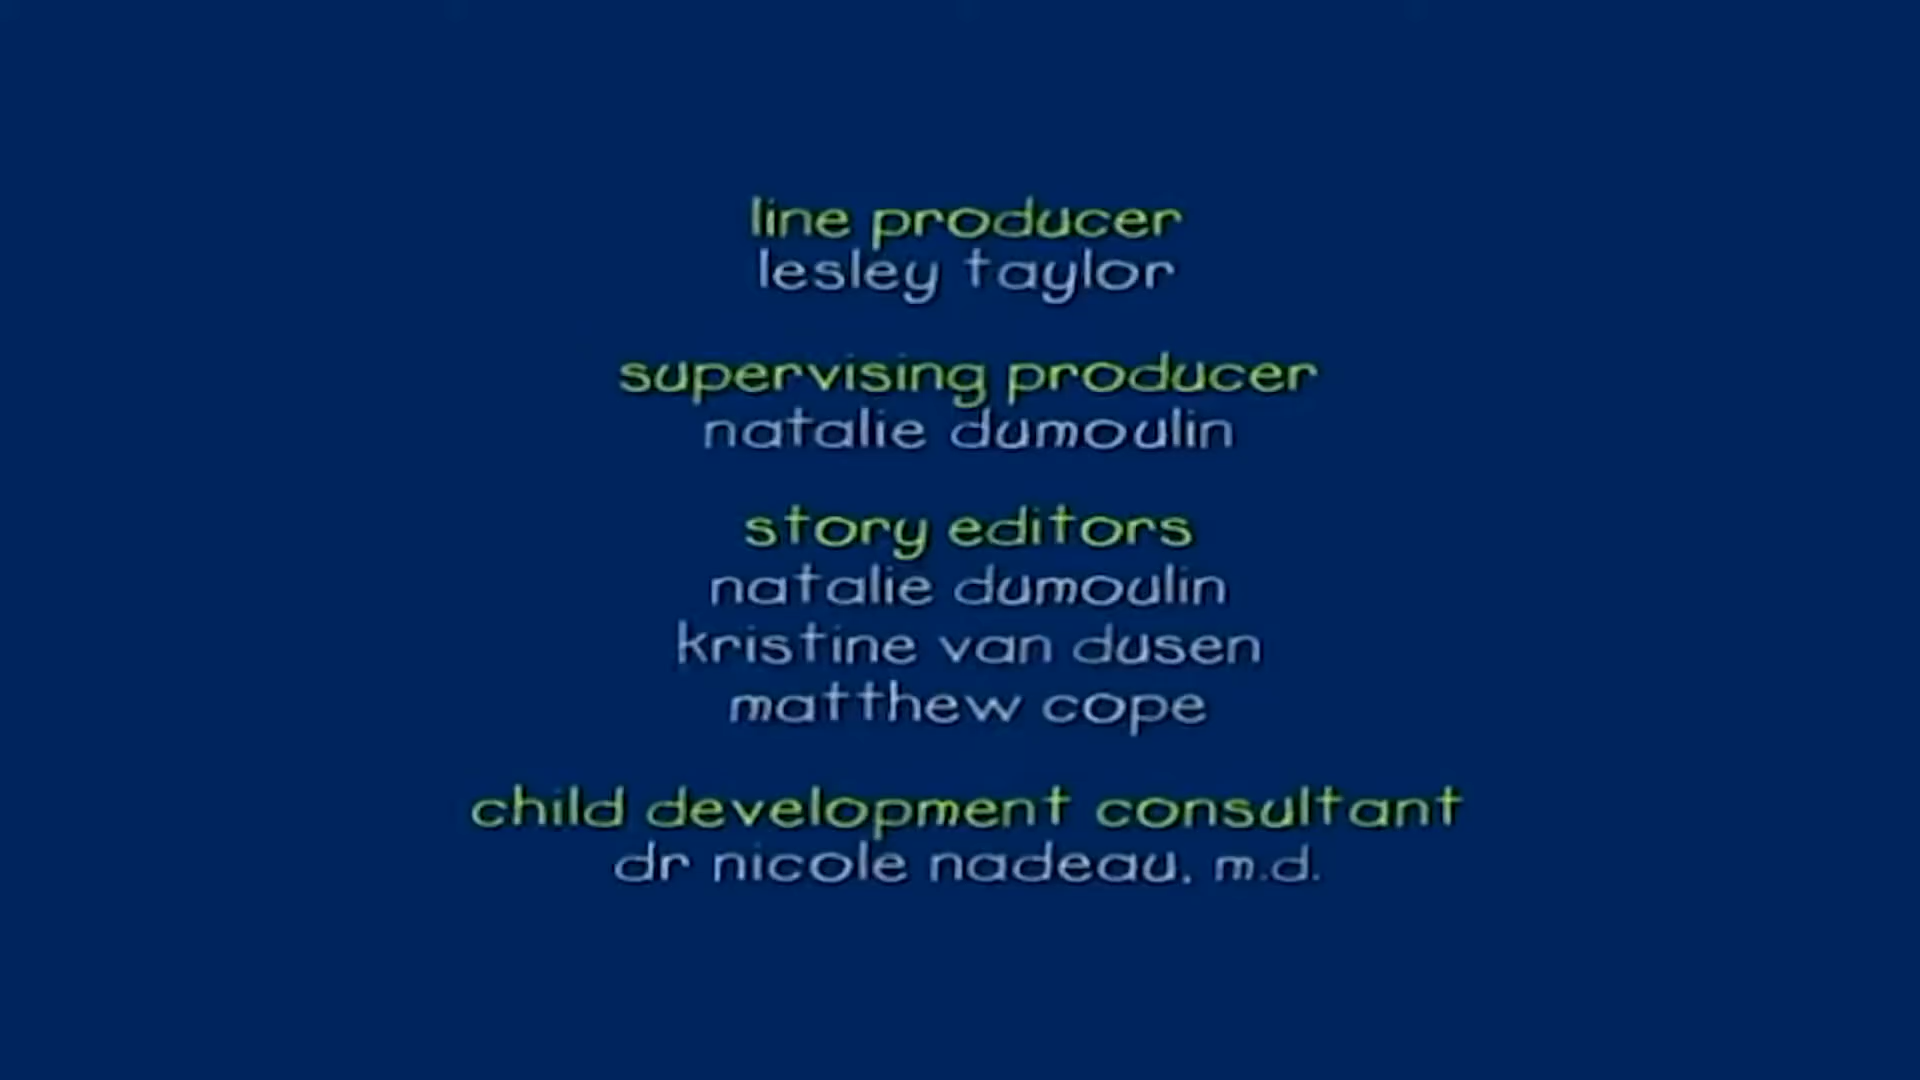 line producer
lesley taylor
supervising producer
natalie dumoulin
story editors
natalie dumoulin
kristine van dusen
matthew cope
child development consultant
dr nicole nadeau, m.d.